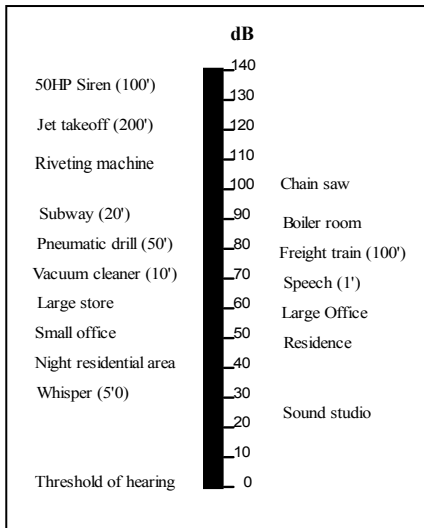 dB
140
50HP Siren (100')
130
Jet takeoff (200')
120
Riveting machine
110
100
Chain saw
Subway (20')
90
Boiler room
Pneumatic drill (50')
80
Freight train (100')
Vacuum cleaner (10')
70
Speech (1')
Large store
60
Large Office
Small office
50
Residence
Night residential area
40
Whisper (5'0)
30
Sound studio
20
10
Threshold of hearing
0